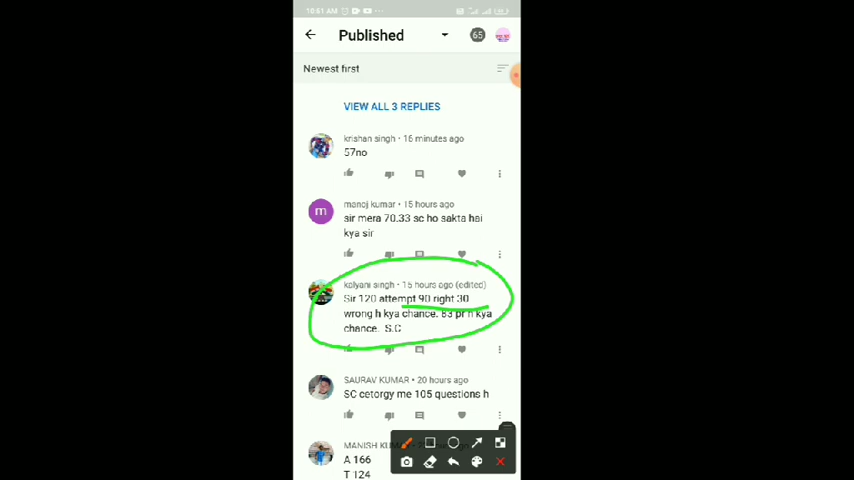 10:51 AM
Published
65
Newest first
VIEW ALL 3 REPLIES
krishan singh • 16 minutes ago
57no
m
manoj kumar • 15 hours ago
sir mera 70.33 sc ho sakta hai
kya sir
kalyani singh • 15 hours ago (edited)
Sir 120 attempt 90 right 30
wrong h kya chance. 83 pr h kya
chance. S.C
SAURAV KUMAR • 20 hours ago
SC cetorgy me 105 questions h
MANISH
A 166
T 124